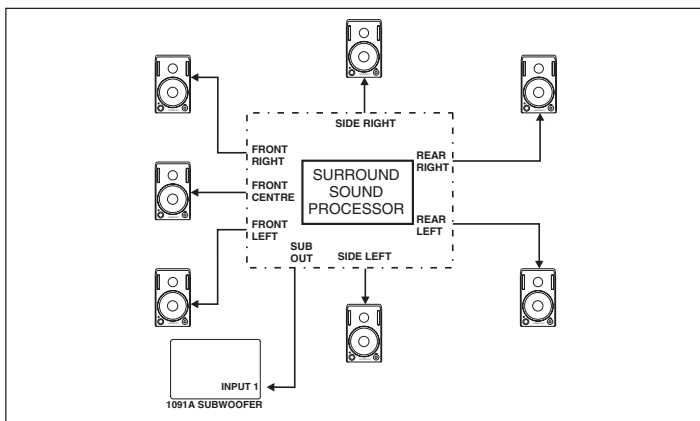 SIDE RIGHT
FRONT
RIGHT
REAR
RIGHT
SURROUND
SOUND
PROCESSOR
FRONT
CENTRE
FRONT
LEFT
REAR
LEFT
SUB
OUT
SIDE LEFT
INPUT 1
1091A SUBWOOFER